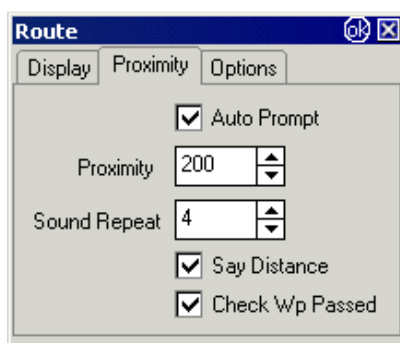 Route ok
Display Proximity Options
Auto Prompt
Proximity 200
Sound Repeat 4
Say Distance
Check Wp Passed